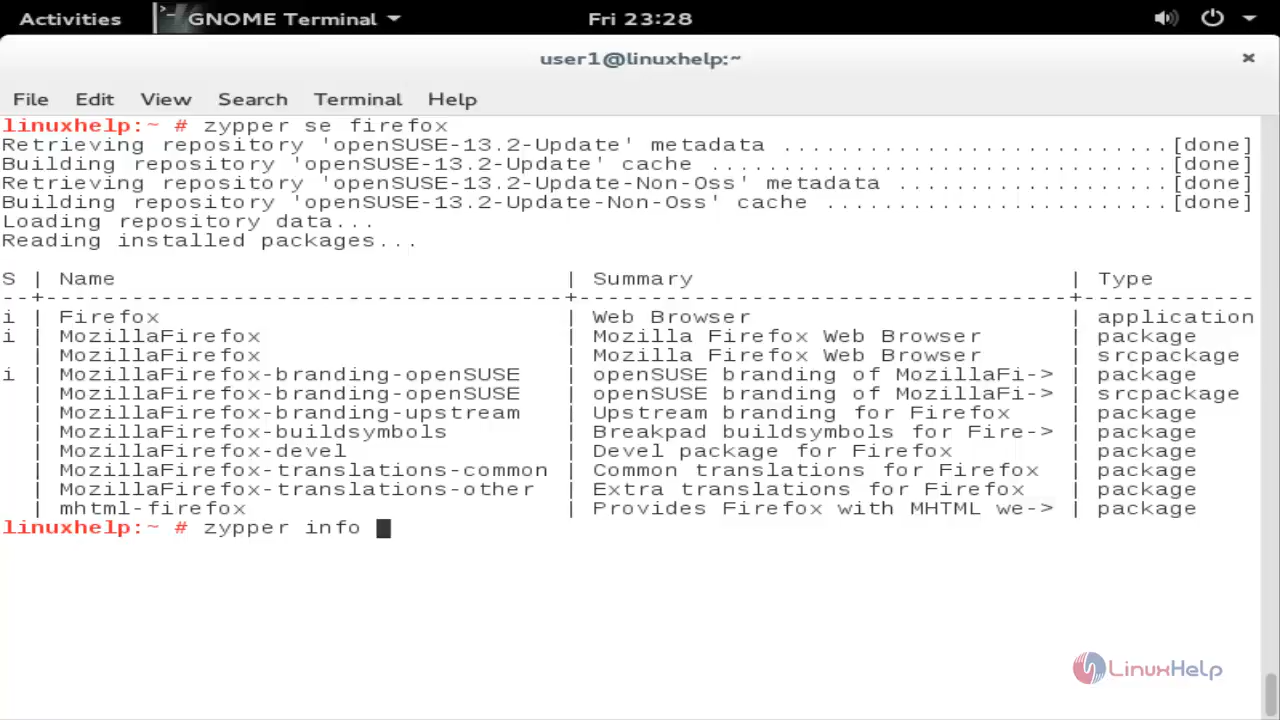 Activities GNOME Terminal Fri 23:28
user1@linuxhelp:~ ×
File Edit View Search Terminal Help
linuxhelp:~ # zypper se firefox
Retrieving repository 'openSUSE-13.2-Update' metadata ...........................[done]
Building repository 'openSUSE-13.2-Update' cache ................................[done]
Retrieving repository 'openSUSE-13.2-Update-Non-Oss' metadata ...................[done]
Building repository 'openSUSE-13.2-Update-Non-Oss' cache ........................[done]
Loading repository data...
Reading installed packages...
S | Name                               | Summary                          | Type
--+------------------------------------+----------------------------------+------------
i | Firefox                            | Web Browser                      | application
i | MozillaFirefox                     | Mozilla Firefox Web Browser      | package
  | MozillaFirefox                     | Mozilla Firefox Web Browser      | srcpackage
i | MozillaFirefox-branding-openSUSE   | openSUSE branding of MozillaFi-> | package
  | MozillaFirefox-branding-openSUSE   | openSUSE branding of MozillaFi-> | srcpackage
  | MozillaFirefox-branding-upstream   | Upstream branding for Firefox    | package
  | MozillaFirefox-buildsymbols        | Breakpad buildsymbols for Fire-> | package
  | MozillaFirefox-devel               | Devel package for Firefox        | package
  | MozillaFirefox-translations-common | Common translations for Firefox  | package
  | MozillaFirefox-translations-other  | Extra translations for Firefox   | package
  | mhtml-firefox                      | Provides Firefox with MHTML we-> | package
linuxhelp:~ # zypper info
LinuxHelp